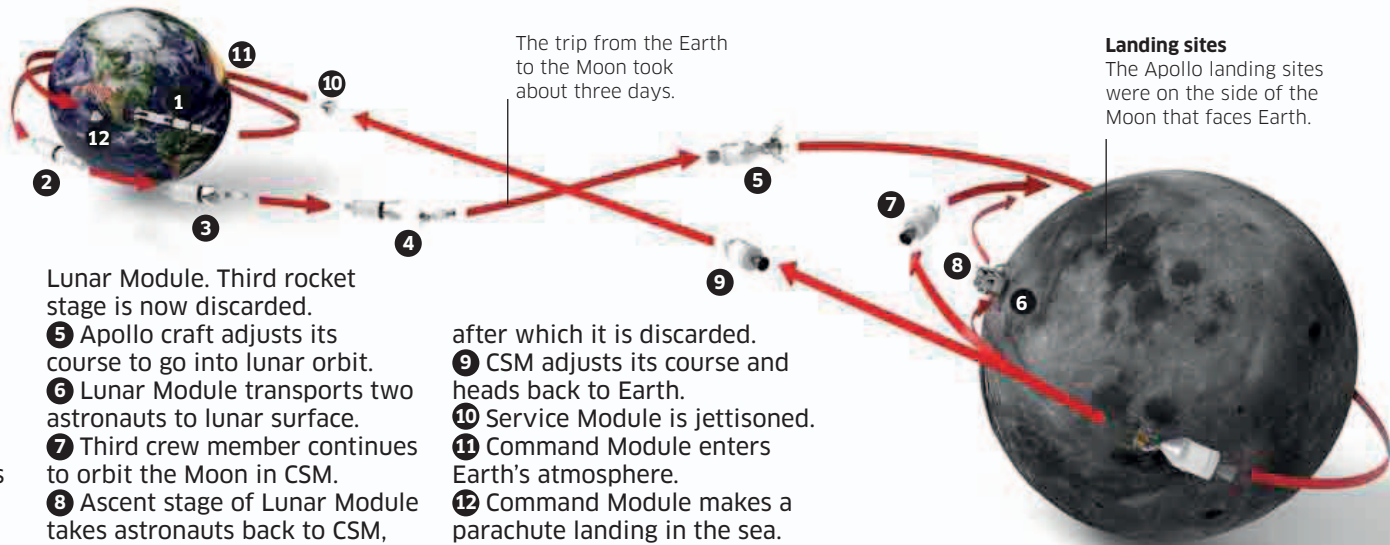 11
10
1
12
2
3
4
5
7
8
6
9
The trip from the Earth
to the Moon took
about three days.
Landing sites
The Apollo landing sites
were on the side of the
Moon that faces Earth.
s
Lunar Module. Third rocket
stage is now discarded.
5 Apollo craft adjusts its
course to go into lunar orbit.
6 Lunar Module transports two
astronauts to lunar surface.
7 Third crew member continues
to orbit the Moon in CSM.
8 Ascent stage of Lunar Module
takes astronauts back to CSM,
after which it is discarded.
9 CSM adjusts its course and
heads back to Earth.
10 Service Module is jettisoned.
11 Command Module enters
Earth's atmosphere.
12 Command Module makes a
parachute landing in the sea.